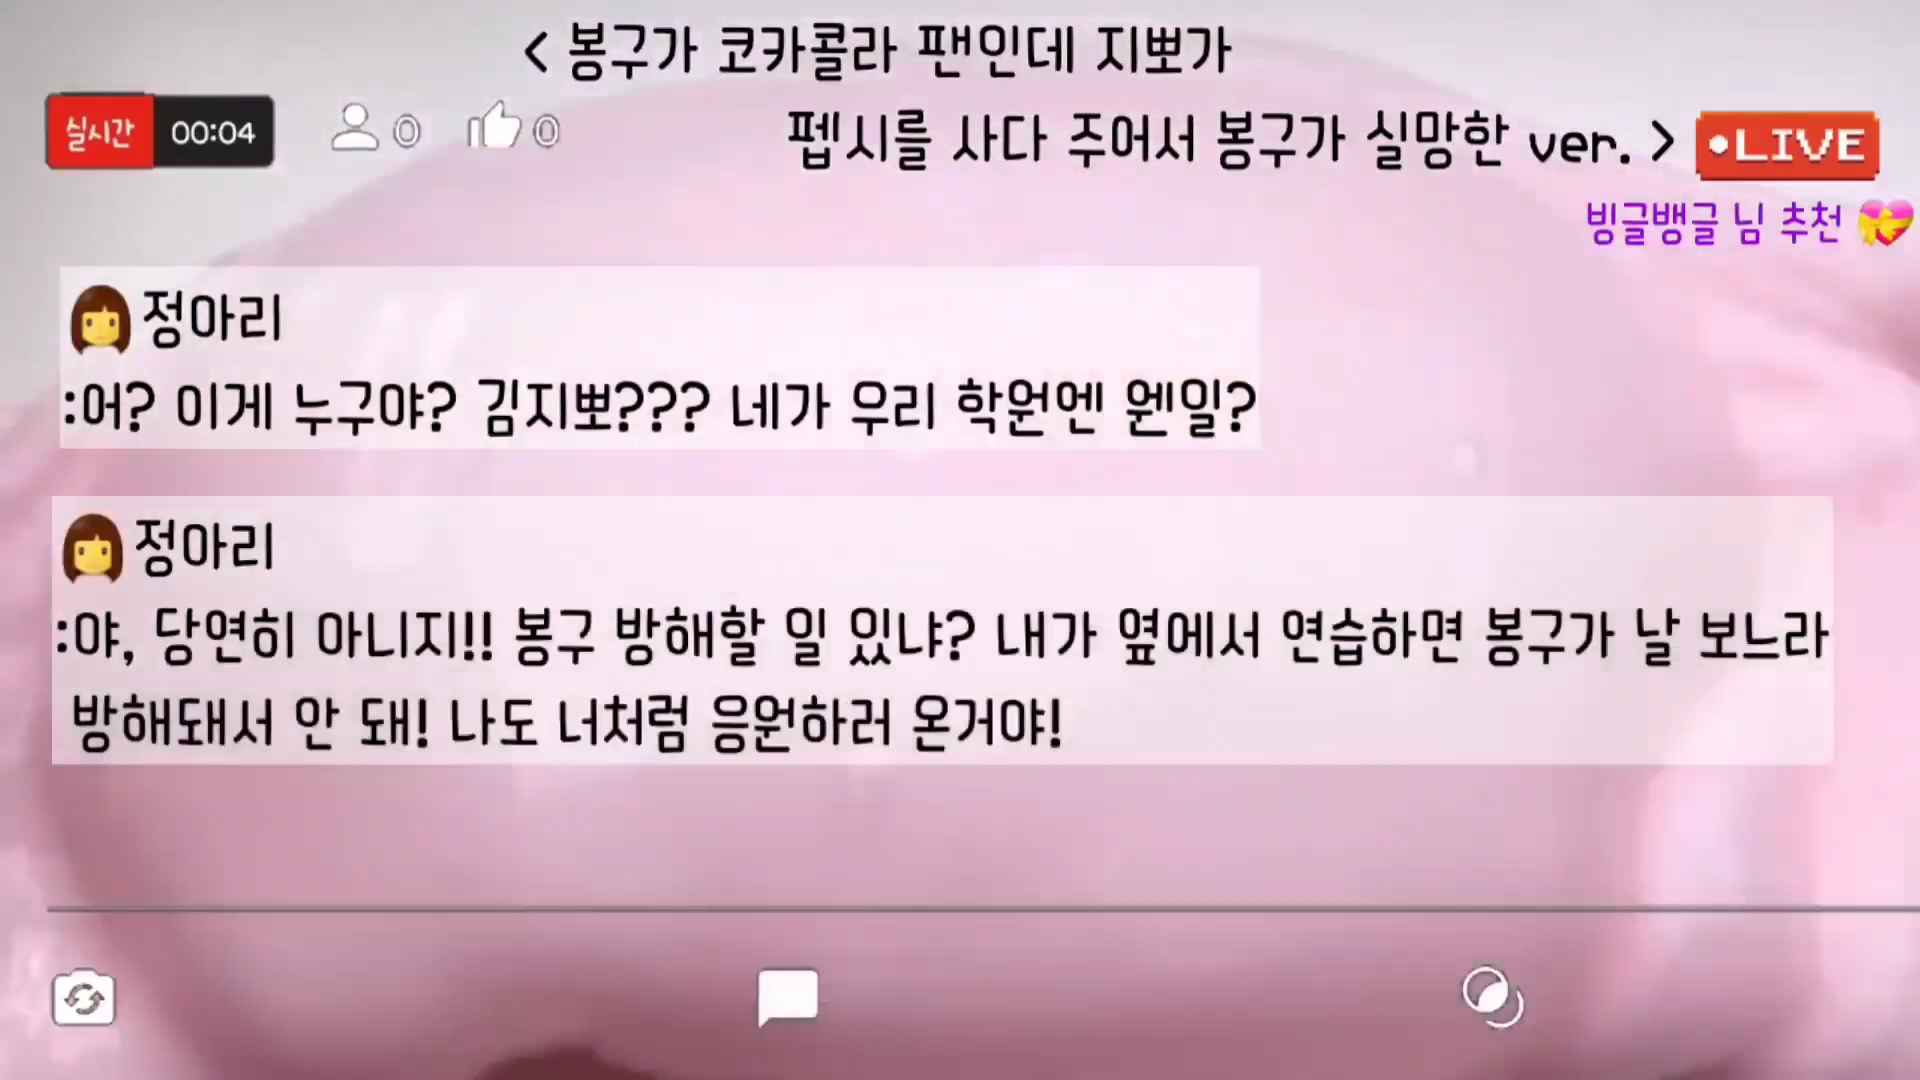 < 봉구가 코카콜라 팬인데 지뽀가
펩시를 사다 주어서 봉구가 실망한 ver. >
실시간 00:04 0 0
•LIVE
빙글뱅글 님 추천 💝
👩정아리
:어? 이게 누구야? 김지뽀??? 네가 우리 학원엔 웬일?
👩정아리
:야, 당연히 아니지!! 봉구 방해할 일 있냐? 내가 옆에서 연습하면 봉구가 날 보느라
방해돼서 안 돼! 나도 너처럼 응원하러 온거야!